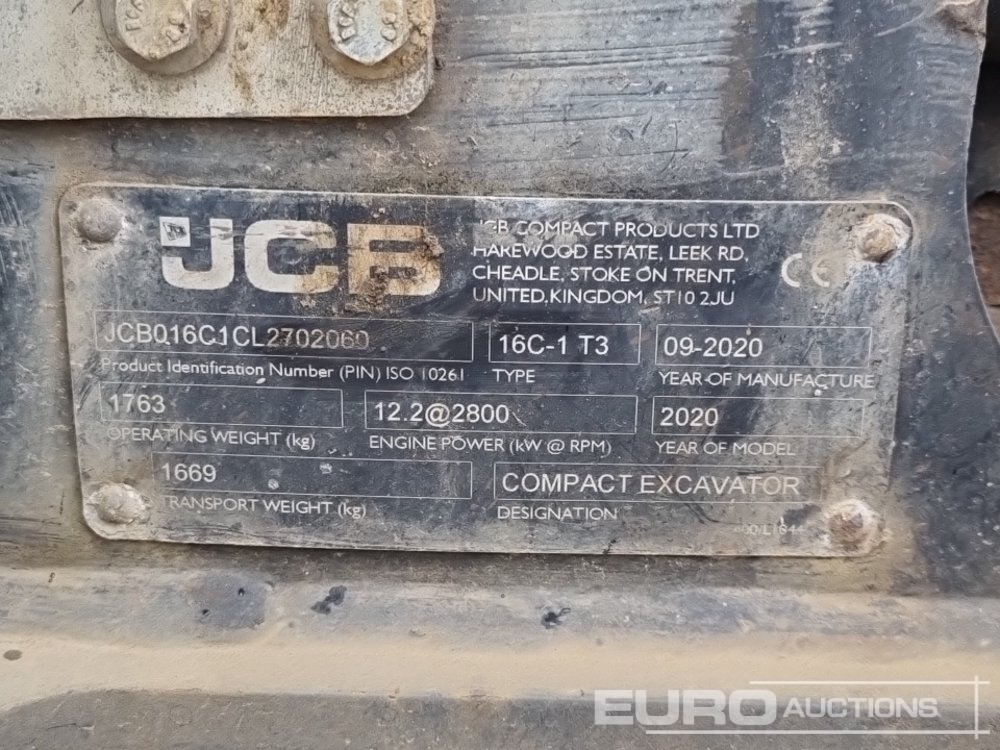 JCB
JCB COMPACT PRODUCTS LTD
HAREWOOD ESTATE, LEEK RD,
CHEADLE, STOKE ON TRENT,
UNITED KINGDOM, ST10 2JU
CE
JCB016C1CL2702060
Product Identification Number (PIN) ISO 10261
16C-1 T3
TYPE
09-2020
YEAR OF MANUFACTURE
1763
OPERATING WEIGHT (kg)
12.2@2800
ENGINE POWER (kW @ RPM)
2020
YEAR OF MODEL
1669
TRANSPORT WEIGHT (kg)
COMPACT EXCAVATOR
DESIGNATION
EURO AUCTIONS